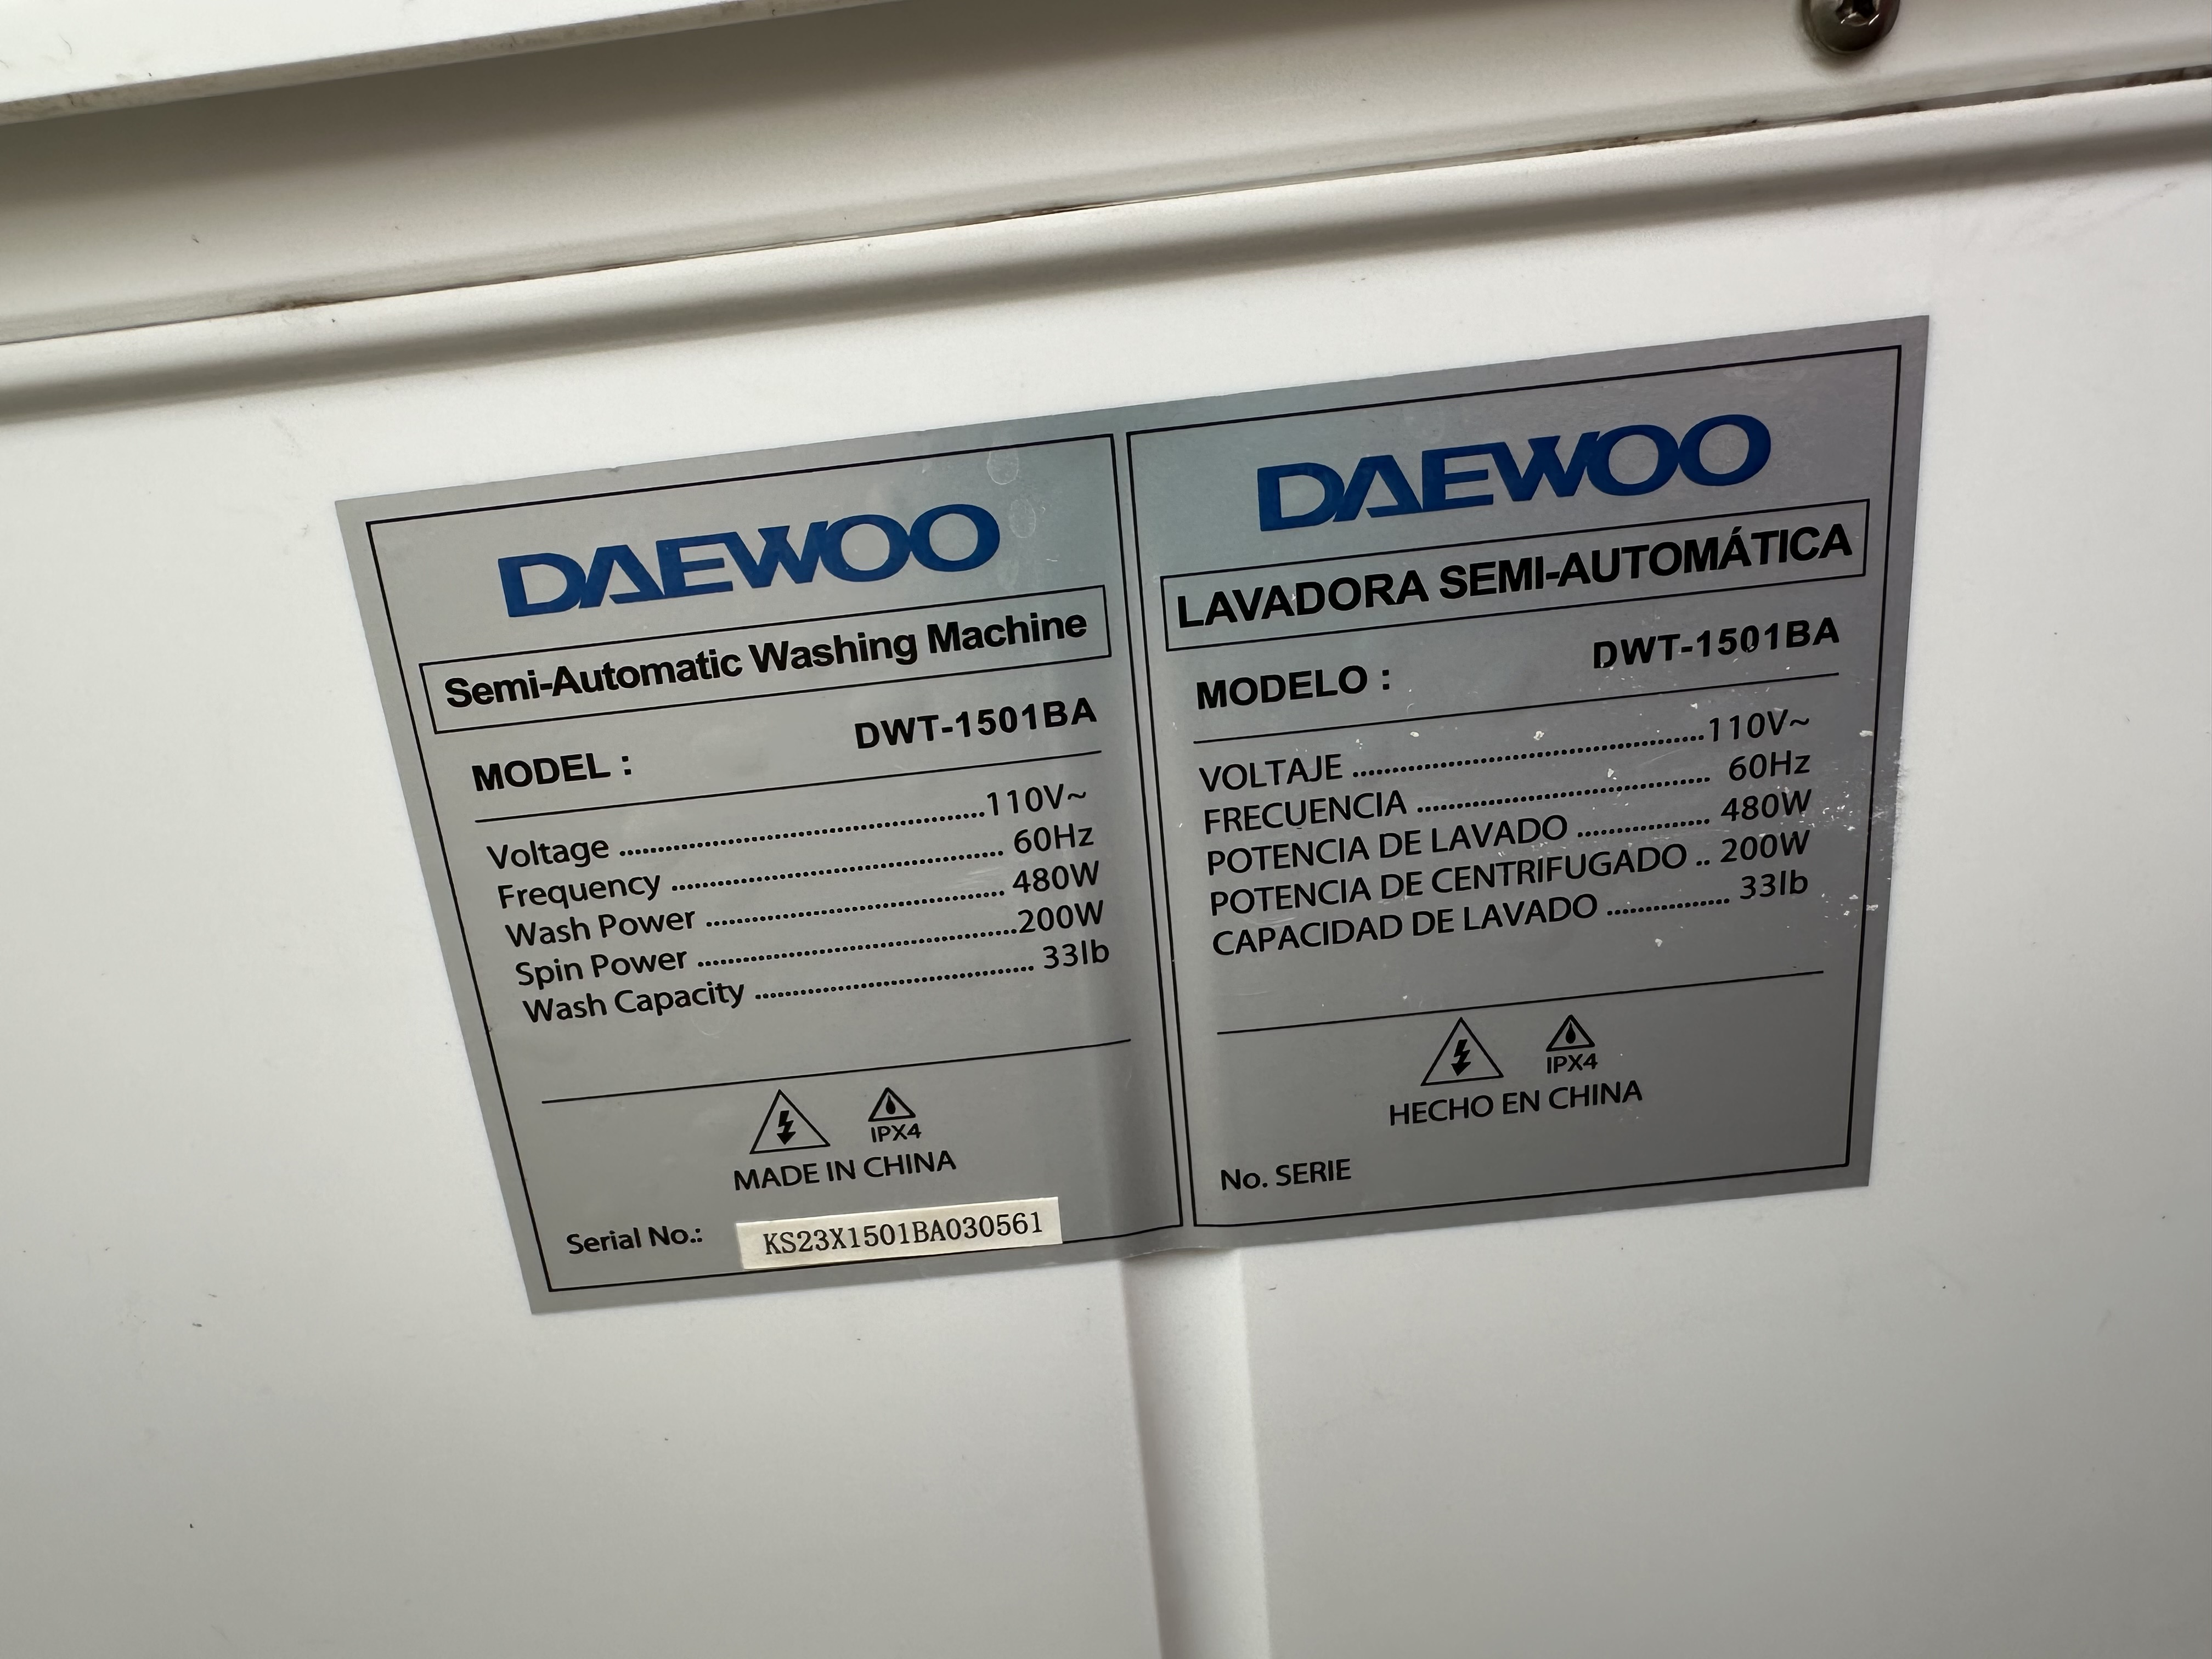 DAEWOO
Semi-Automatic Washing Machine
MODEL : DWT-1501BA
Voltage ........................................ 110V~
Frequency ........................................ 60Hz
Wash Power ................................... 480W
Spin Power ..................................... 200W
Wash Capacity ................................ 33lb
IPX4
MADE IN CHINA
Serial No.: KS23X1501BA030561
DAEWOO
LAVADORA SEMI-AUTOMÁTICA
MODELO : DWT-1501BA
VOLTAJE ........................................ 110V~
FRECUENCIA ................................... 60Hz
POTENCIA DE LAVADO ................ 480W
POTENCIA DE CENTRIFUGADO .. 200W
CAPACIDAD DE LAVADO ............... 33lb
IPX4
HECHO EN CHINA
No. SERIE